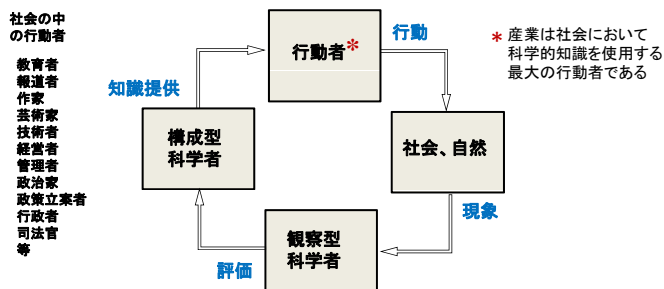 社会の中
の行動者
教育者
報道者
作家
芸術家
技術者
経営者
管理者
政治家
政策立案者
行政者
司法官
等
行動者*
行動
* 産業は社会において
科学的知識を使用する
最大の行動者である
知識提供
構成型
科学者
社会、自然
現象
観察型
科学者
評価